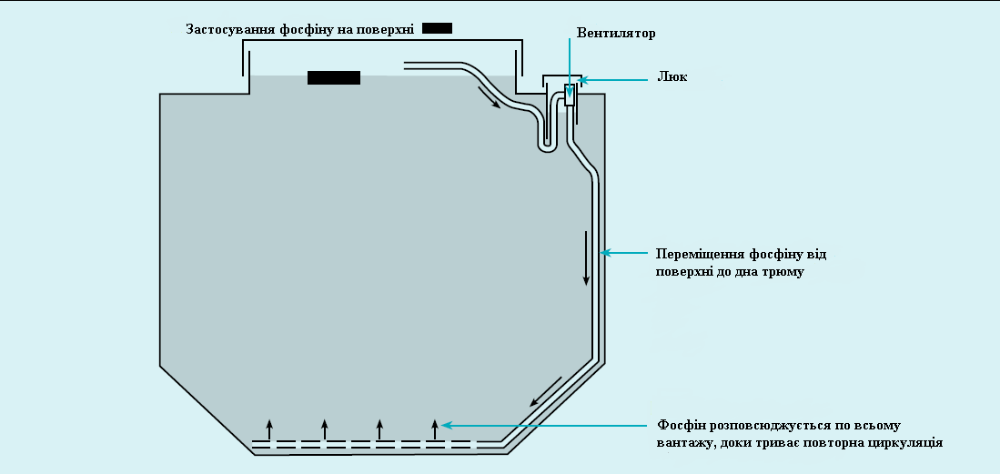 Застосування фосфіну на поверхні
Вентилятор
Люк
Переміщення фосфіну від
поверхні до дна трюму
Фосфін розповсюджується по всьому
вантажу, доки триває повторна циркуляція